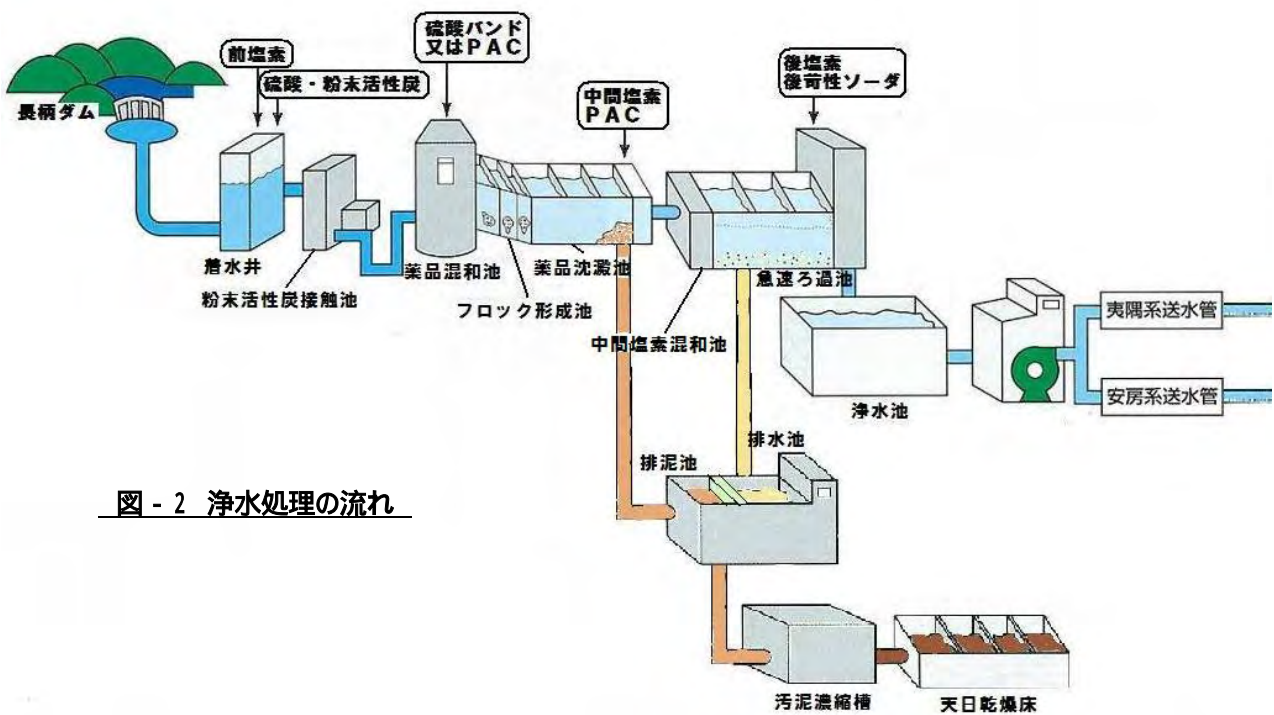 硫酸バンド
又はPAC
前塩素
硫酸・粉末活性炭
後塩素
後苛性ソーダ
中間塩素
PAC
長柄ダム
着水井
粉末活性炭接触池
薬品混和池
フロック形成池
薬品沈澱池
中間塩素混和池
急速ろ過池
夷隅系送水管
安房系送水管
浄水池
排水池
排泥池
図-2 浄水処理の流れ
汚泥濃縮槽
天日乾燥床